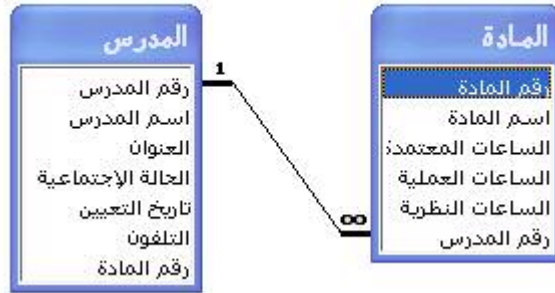 المادة
رقم المادة
اسم المادة
الساعات المعتمدة
الساعات العملية
الساعات النظرية
رقم المدرس
المدرس
رقم المدرس
اسم المدرس
العنوان
الحالة الإجتماعية
تاريخ التعيين
التلفون
رقم المادة
1
∞